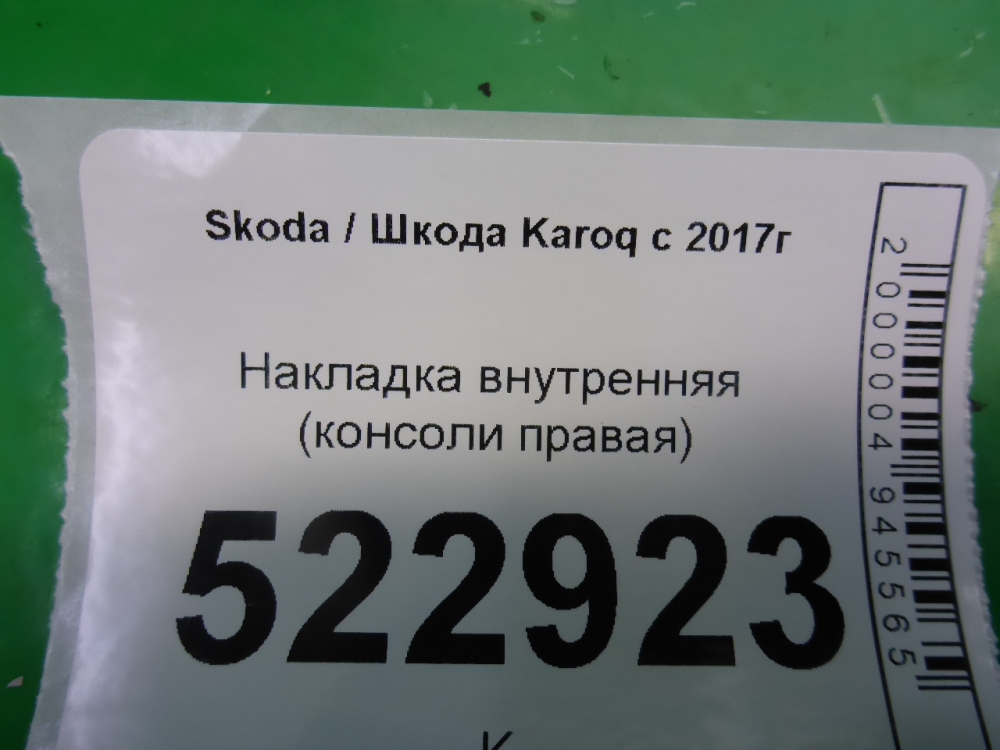 Skoda / Шкода Karoq с 2017г
Накладка внутренняя
(консоли правая)
522923
2000004945565